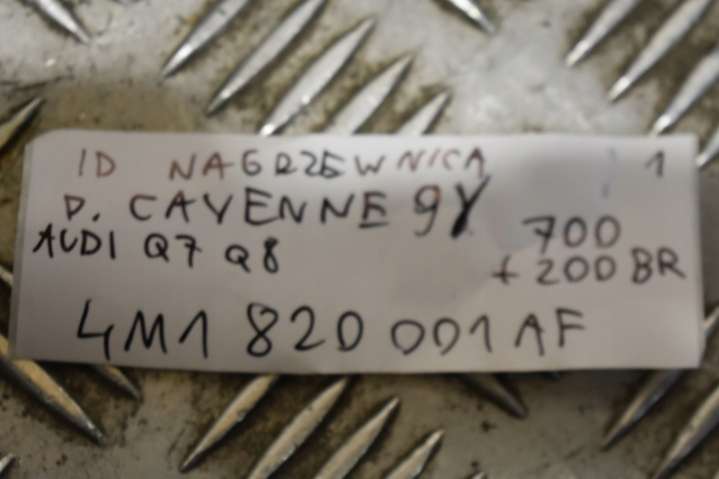 ID NAGRZEWNICA 1
P. CAYENNE 9Y 700
AUDI Q7 Q8 + 200 BR
4M1 820 001 AF